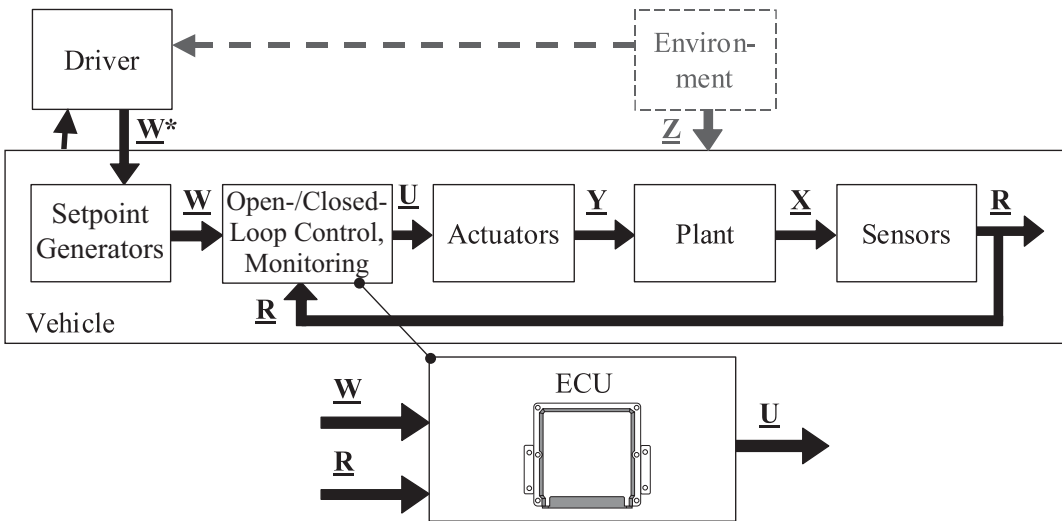 Driver
Environ-
ment
W*
Z
Setpoint
Generators
W
Open-/Closed-
Loop Control,
Monitoring
U
Actuators
Y
Plant
X
Sensors
R
R
Vehicle
ECU
W
R
U